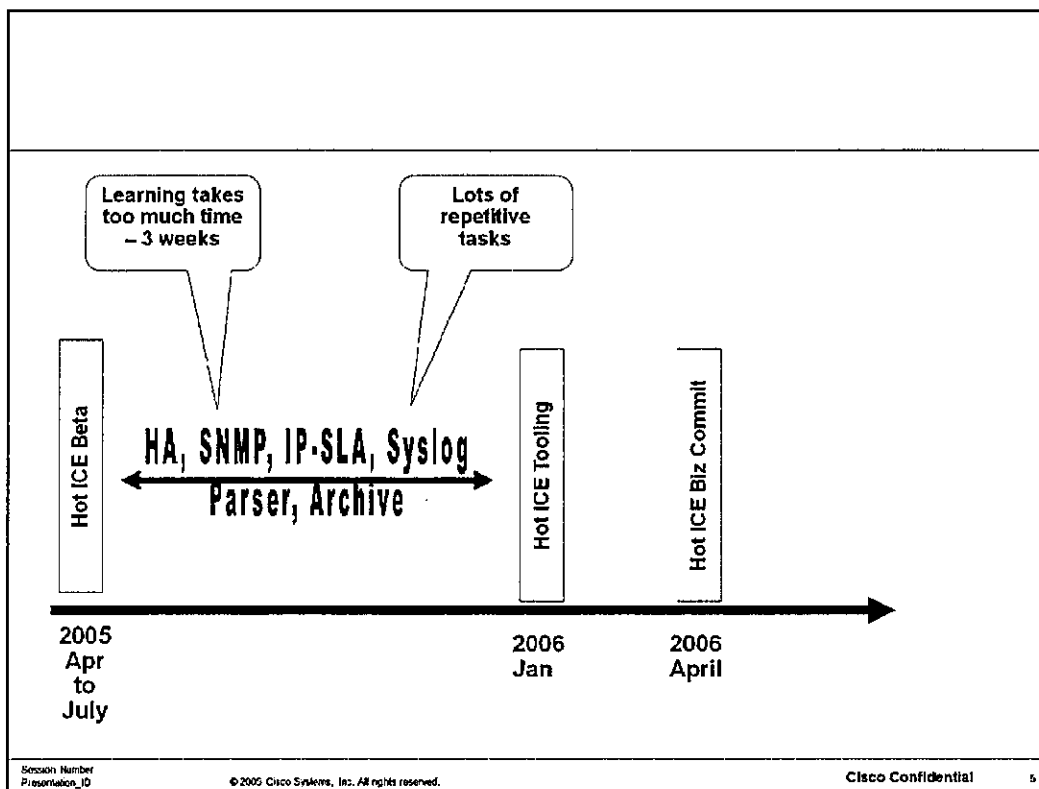 Learning takes
too much time
– 3 weeks
Lots of
repetitive
tasks
Hot ICE Beta
HA, SNMP, IP-SLA, Syslog
Parser, Archive
Hot ICE Tooling
Hot ICE Biz Commit
2005
Apr
to
July
2006
Jan
2006
April
Session Number
Presentation_ID
© 2005 Cisco Systems, Inc. All rights reserved.
Cisco Confidential
5